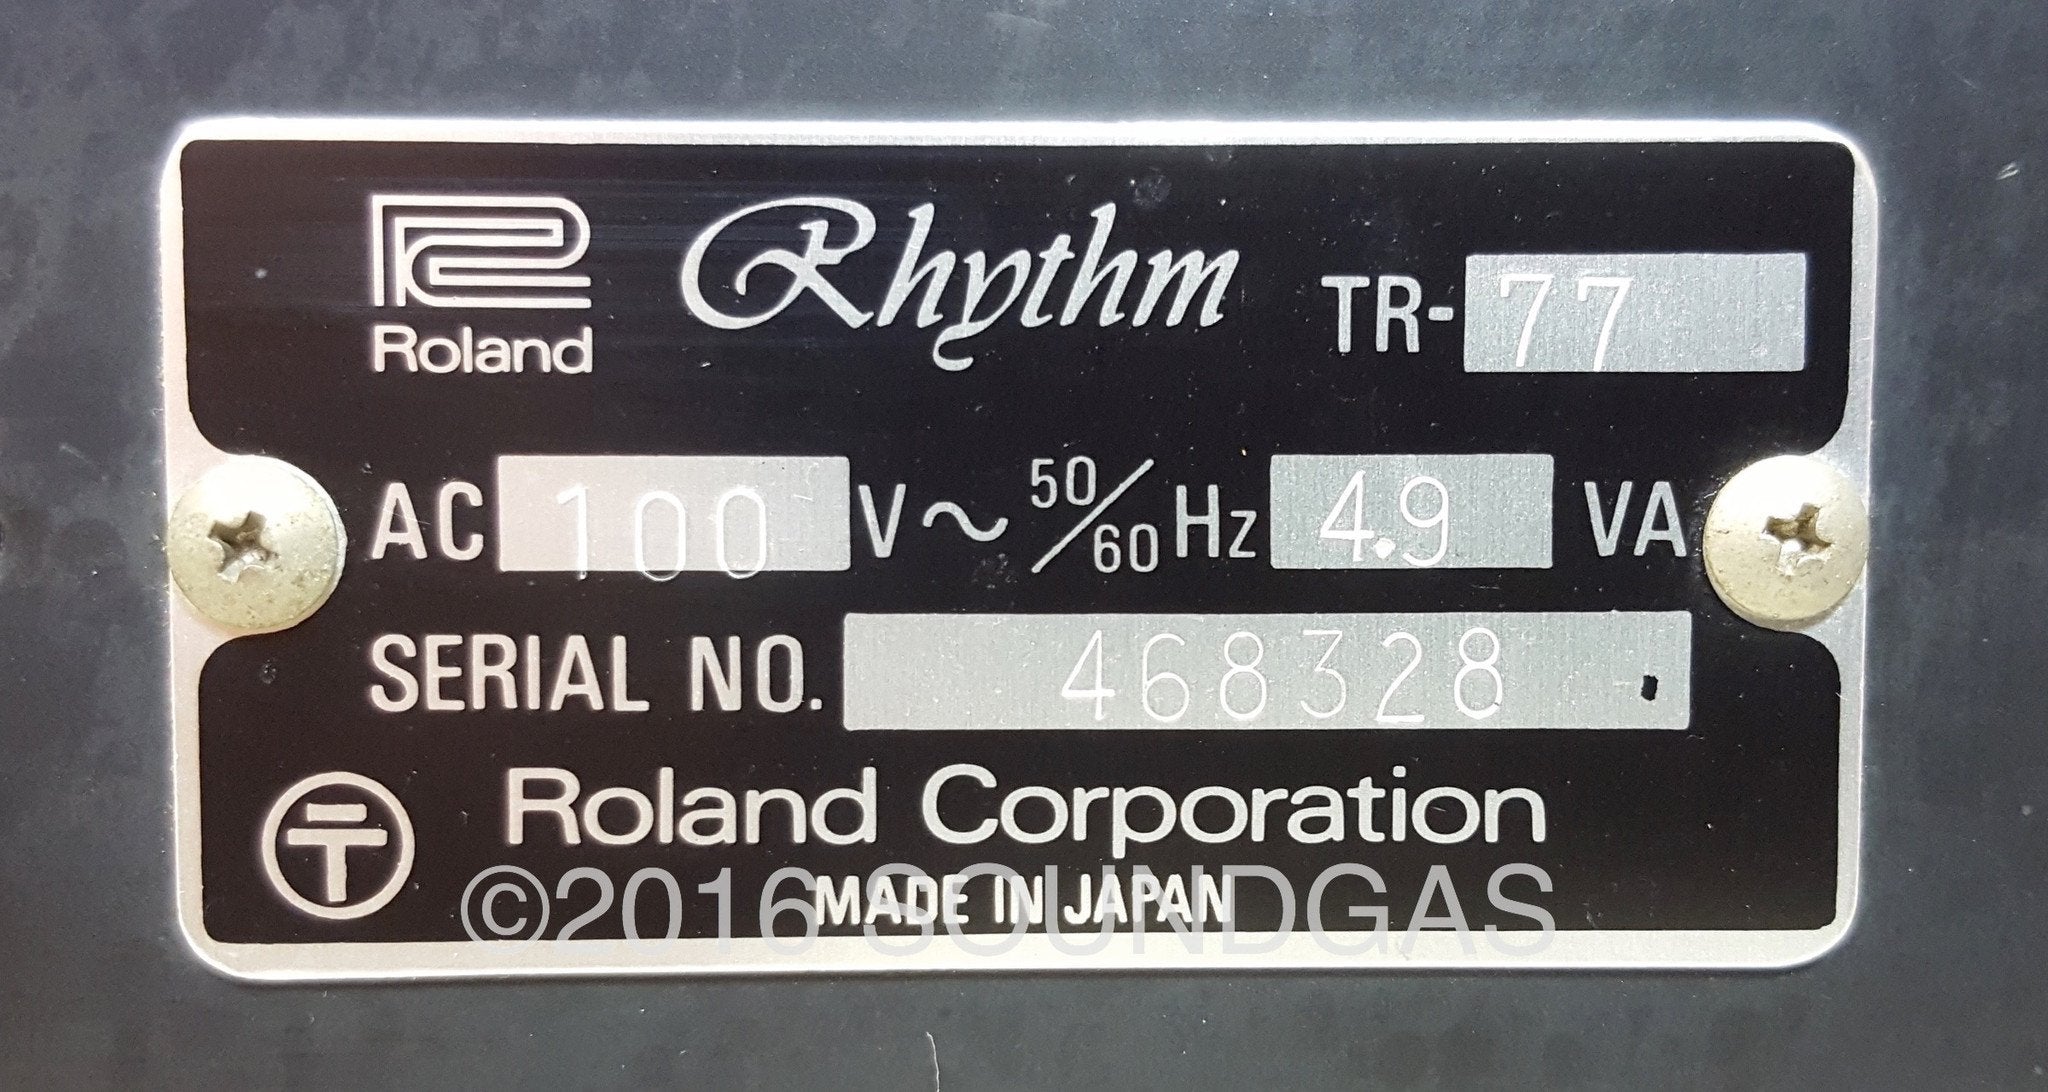 Roland Rhythm TR-77
AC 100 V~ 50/60 Hz 4.9 VA
SERIAL NO. 468328
〒 Roland Corporation
MADE IN JAPAN
©2016 SOUNDGAS